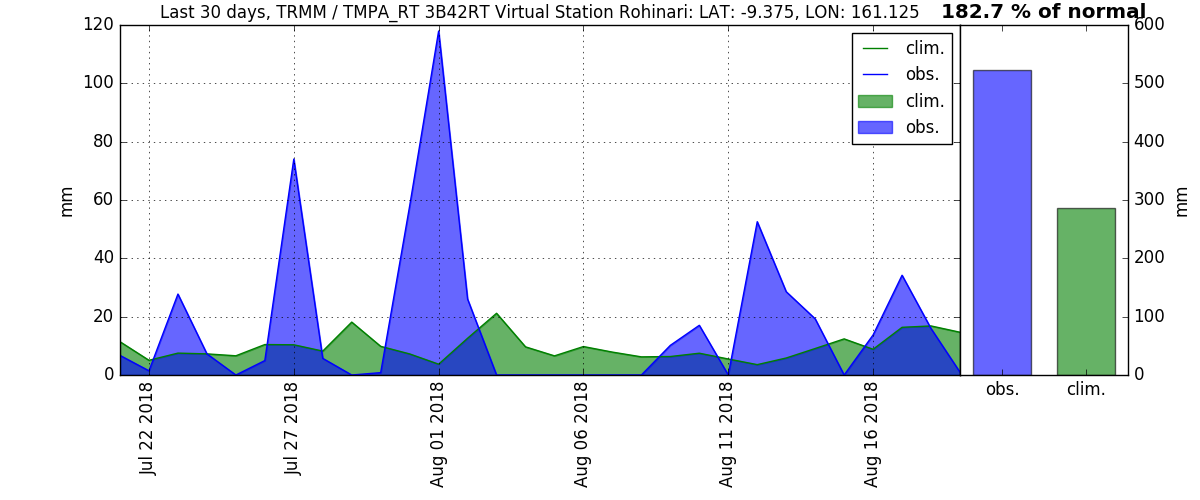 Last 30 days, TRMM / TMPA_RT 3B42RT Virtual Station Rohinari: LAT: -9.375, LON: 161.125
182.7 % of normal
120
100
80
60
40
20
0
mm
clim.
obs.
clim.
obs.
600
500
400
300
200
100
0
mm
Jul 22 2018
Jul 27 2018
Aug 01 2018
Aug 06 2018
Aug 11 2018
Aug 16 2018
obs.
clim.